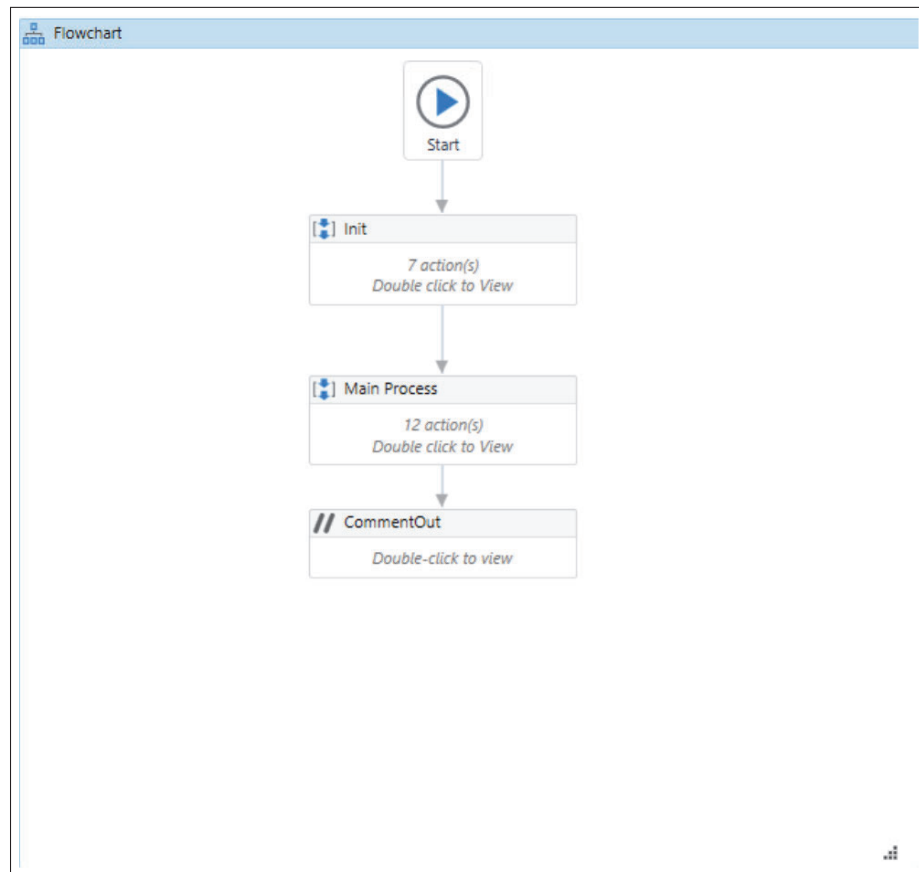 Flowchart
Start
Init
7 action(s)
Double click to View
Main Process
12 action(s)
Double click to View
CommentOut
Double-click to view